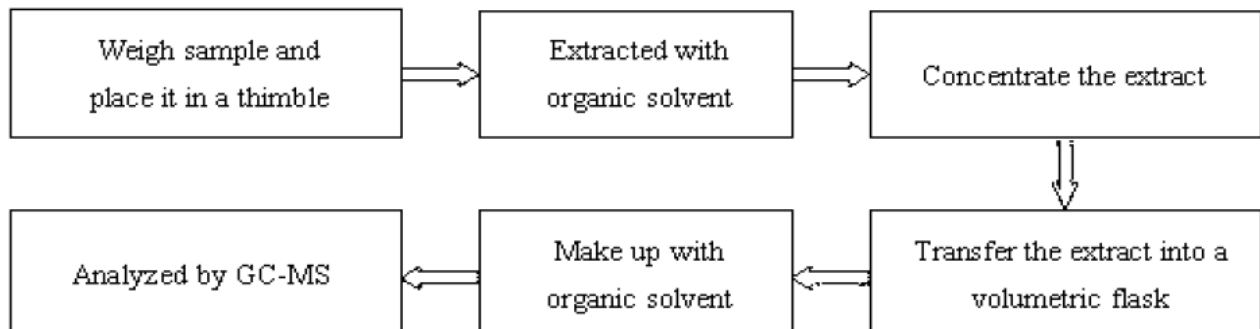 Weigh sample and
place it in a thimble
Extracted with
organic solvent
Concentrate the extract
Transfer the extract into a
volumetric flask
Make up with
organic solvent
Analyzed by GC-MS